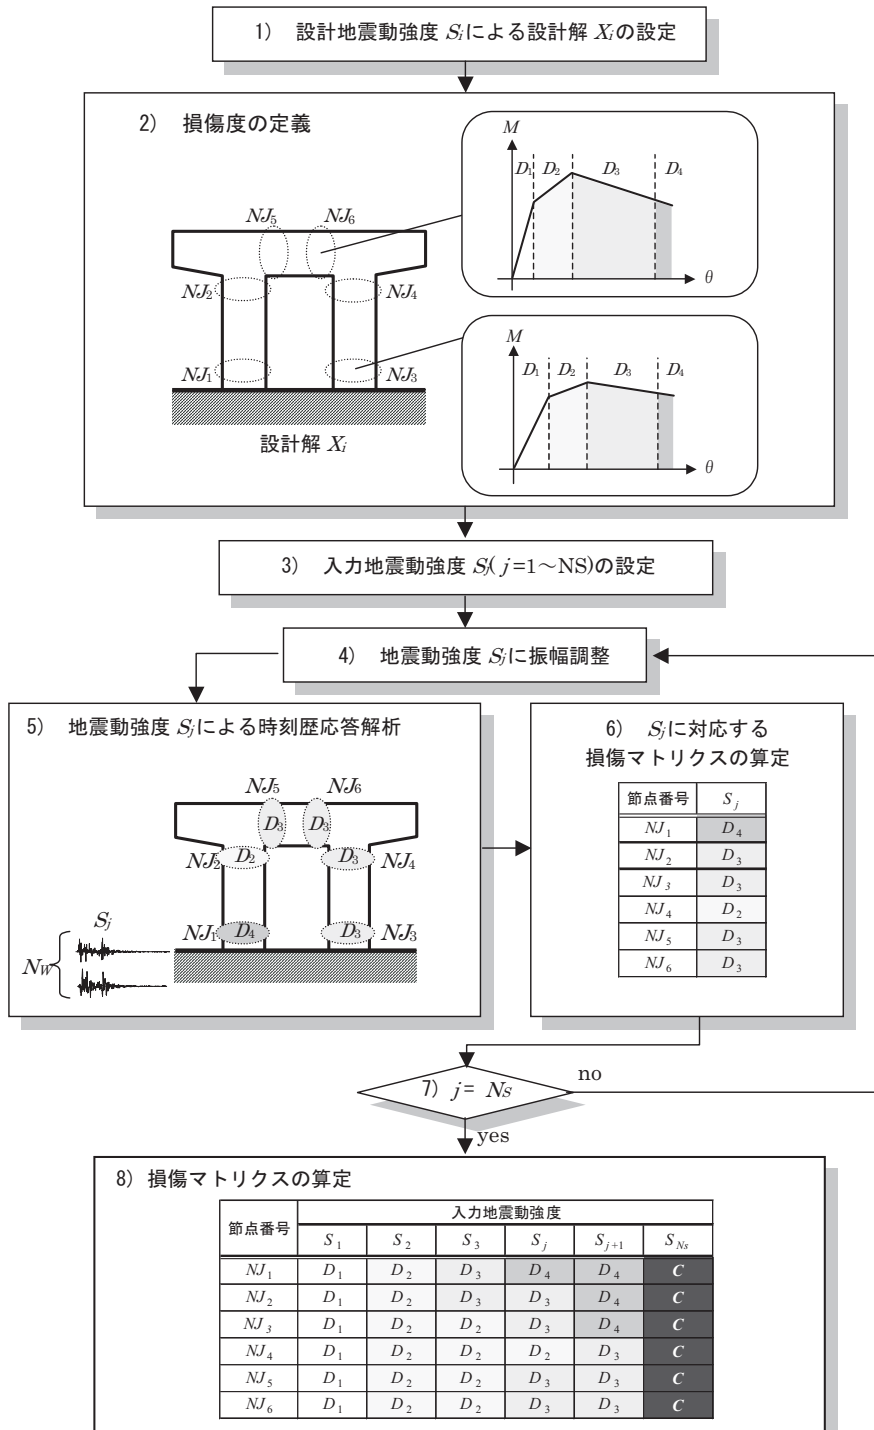 1) 設計地震動強度 Siによる設計解 Xiの設定
2) 損傷度の定義
NJ5 NJ6
NJ2 NJ4
NJ1 NJ3
設計解 Xi
M
D1 D2 D3 D4
θ
M
D1 D2 D3 D4
θ
3) 入力地震動強度 Sj( j=1~NS)の設定
4) 地震動強度 Sjに振幅調整
5) 地震動強度 Sjによる時刻歴応答解析
NJ5 NJ6
D3 D3
NJ2 D2 D3 NJ4
Sj
NJ1 D4 D3 NJ3
NW
6) Sjに対応する
損傷マトリクスの算定
節点番号 Sj
NJ1 D4
NJ2 D3
NJ3 D3
NJ4 D2
NJ5 D3
NJ6 D3
7) j= NS
no
yes
8) 損傷マトリクスの算定
節点番号 入力地震動強度
S1 S2 S3 Sj Sj+1 SNs
NJ1 D1 D2 D3 D4 D4 C
NJ2 D1 D2 D3 D3 D4 C
NJ3 D1 D2 D2 D3 D4 C
NJ4 D1 D2 D2 D2 D3 C
NJ5 D1 D2 D2 D3 D3 C
NJ6 D1 D2 D2 D3 D3 C